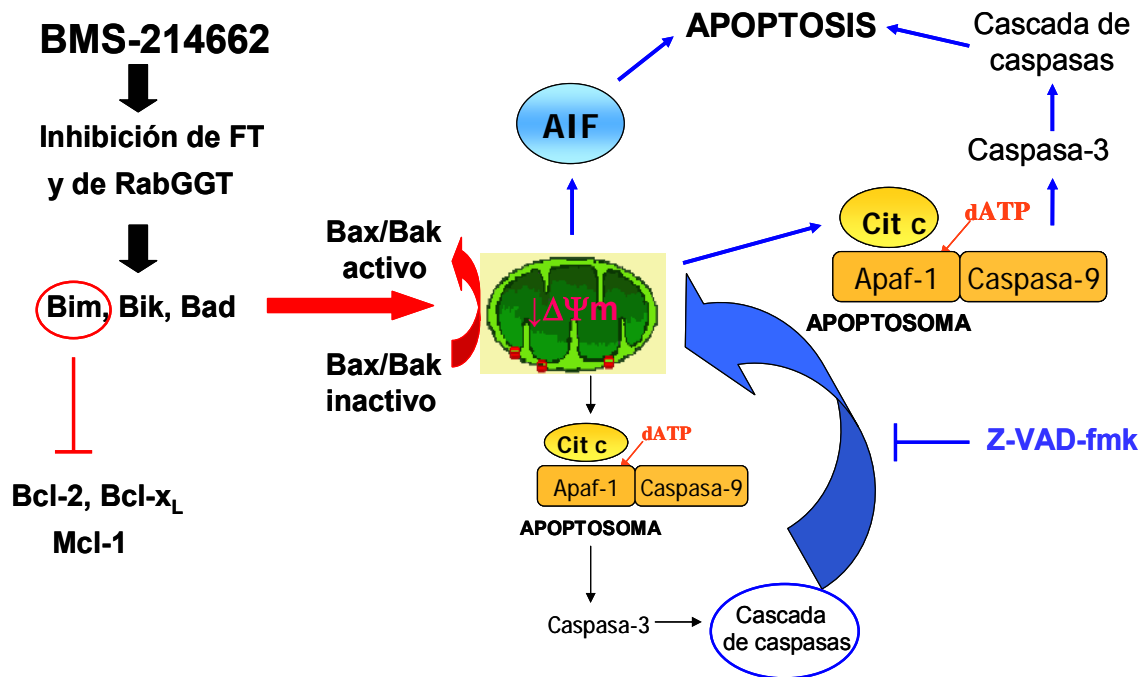 BMS-214662
Inhibición de FT
y de RabGGT
Bim, Bik, Bad
Bcl-2, Bcl-xL
Mcl-1
Bax/Bak
activo
Bax/Bak
inactivo
↓ΔΨm
AIF
APOPTOSIS
Cascada de
caspasas
Caspasa-3
Cit c
dATP
Apaf-1
Caspasa-9
APOPTOSOMA
Z-VAD-fmk
Cit c
dATP
Apaf-1
Caspasa-9
APOPTOSOMA
Caspasa-3
Cascada
de caspasas